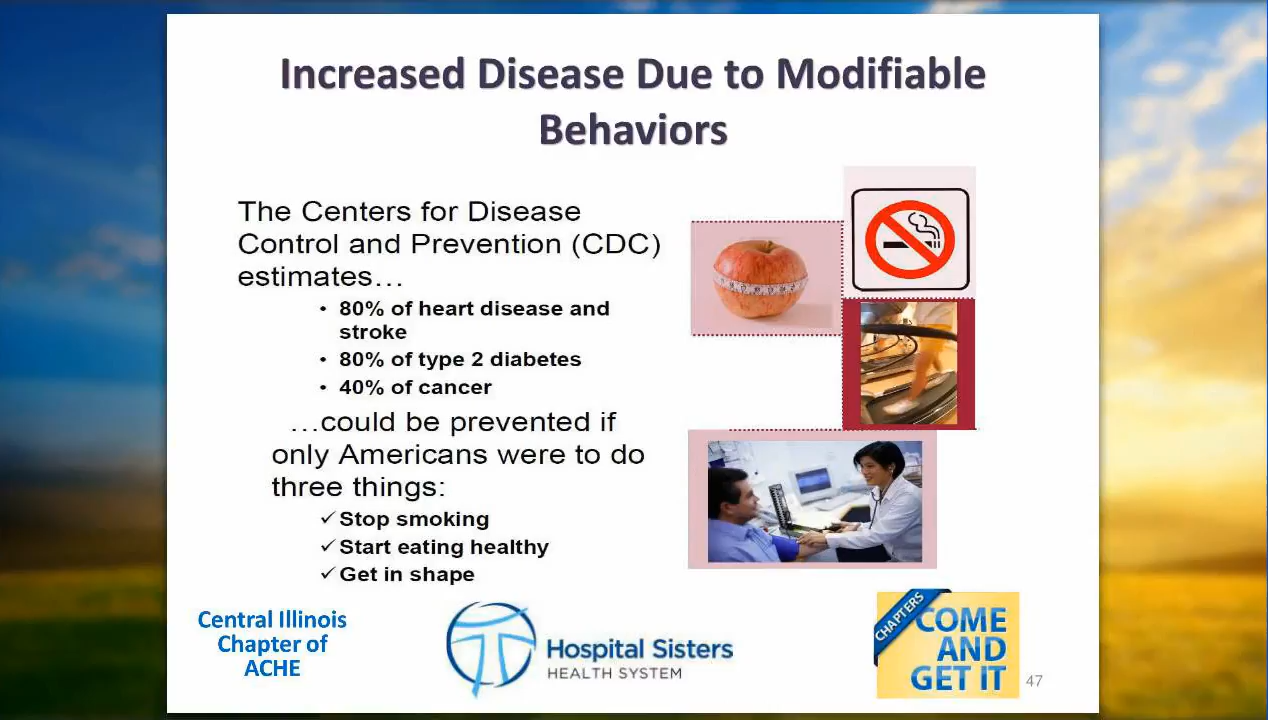 Increased Disease Due to Modifiable
Behaviors
The Centers for Disease
Control and Prevention (CDC)
estimates…
• 80% of heart disease and
stroke
• 80% of type 2 diabetes
• 40% of cancer
…could be prevented if
only Americans were to do
three things:
✓ Stop smoking
✓ Start eating healthy
✓ Get in shape
Central Illinois
Chapter of
ACHE
Hospital Sisters
HEALTH SYSTEM
CHAPTERS
COME
AND
GET IT
47